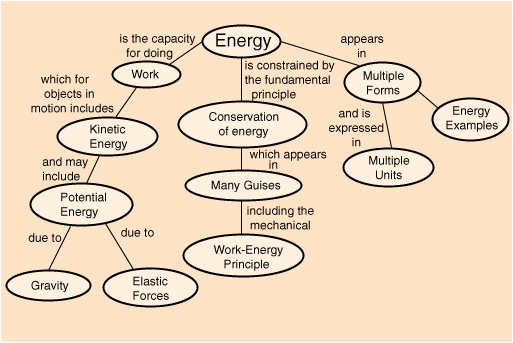 Energy
is the capacity
for doing
Work
which for
objects in
motion includes
Kinetic
Energy
and may
include
Potential
Energy
due to
due to
Gravity
Elastic
Forces
is constrained by
the fundamental
principle
Conservation
of energy
which appears
in
Many Guises
including the
mechanical
Work-Energy
Principle
appears
in
Multiple
Forms
and is
expressed
in
Multiple
Units
Energy
Examples